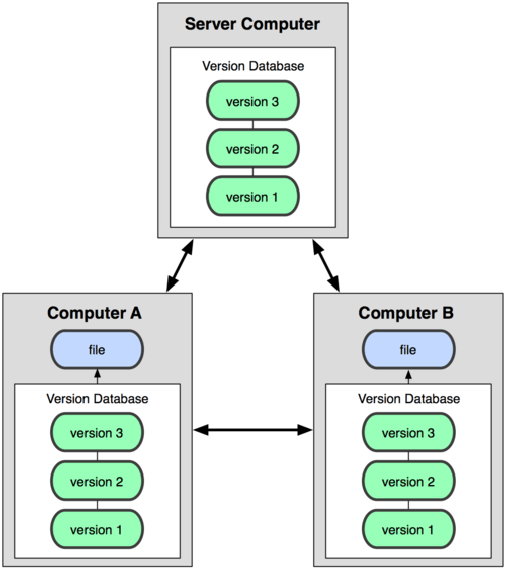 Server Computer
Version Database
version 3
version 2
version 1
Computer A
file
Version Database
version 3
version 2
version 1
Computer B
file
Version Database
version 3
version 2
version 1